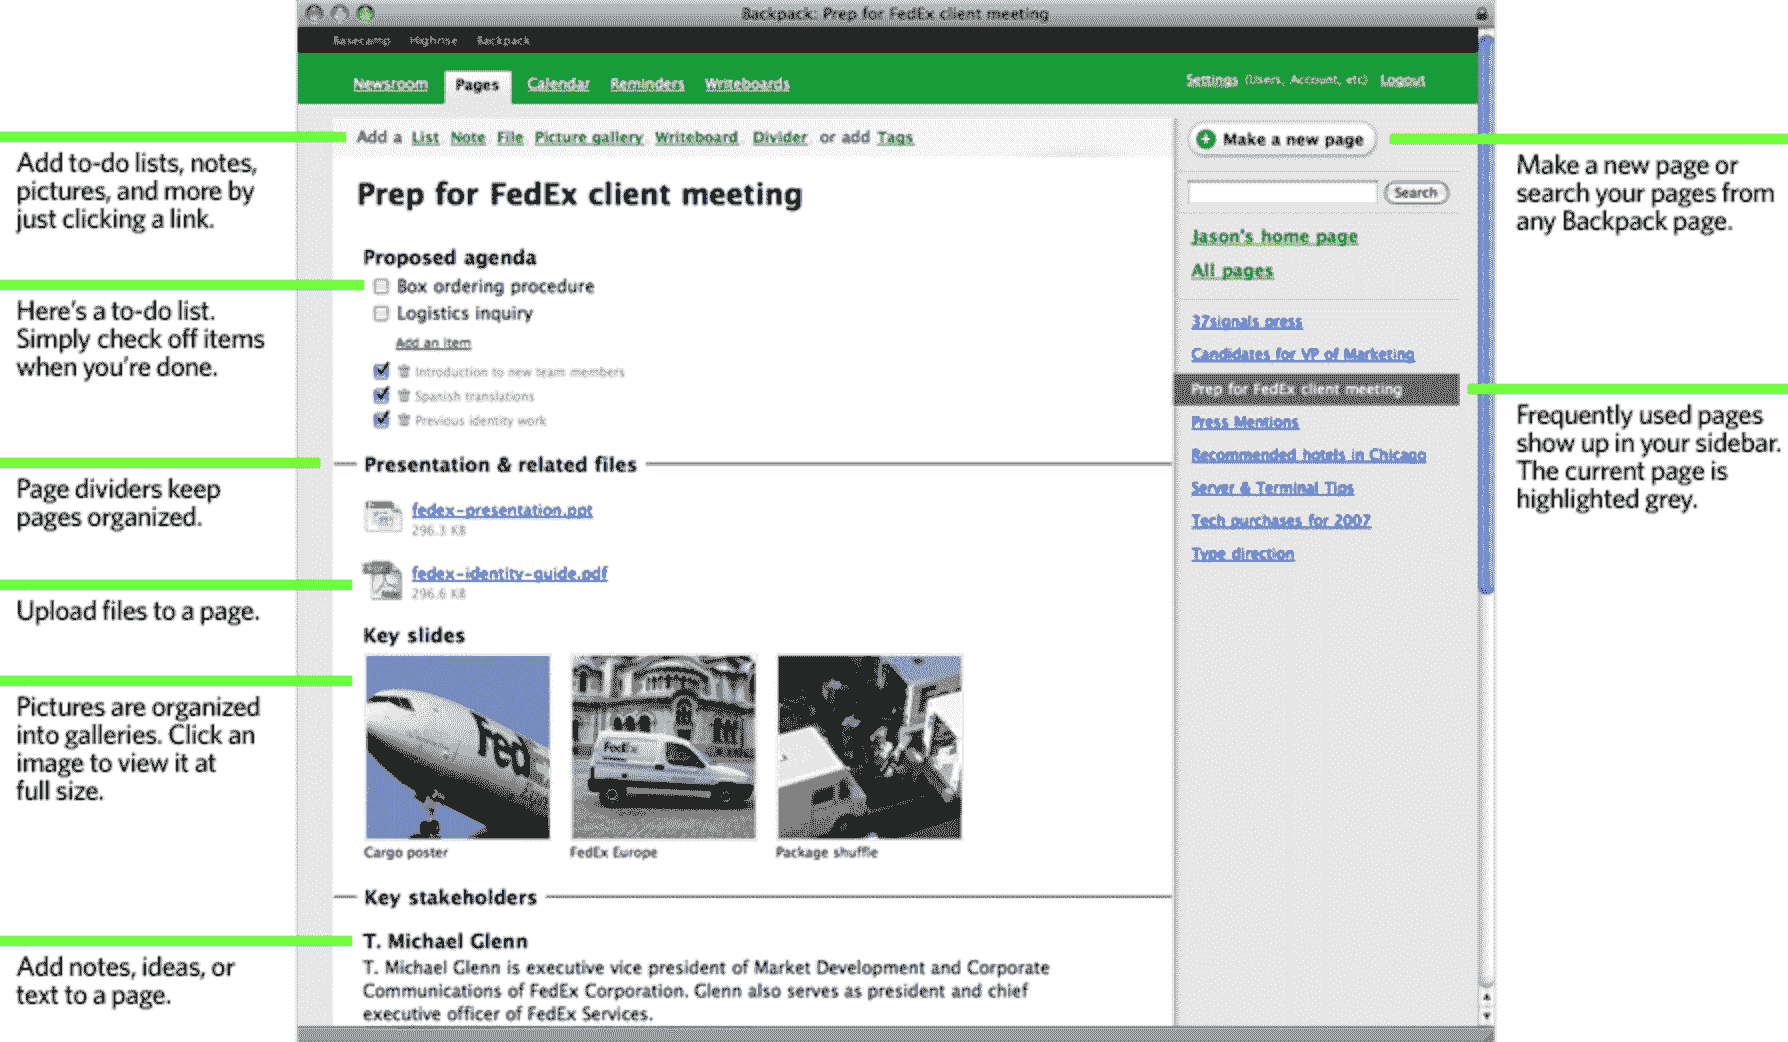 Backpack: Prep for FedEx client meeting
Basecamp Highrise Backpack
Newsroom Pages Calendar Reminders Writeboards
Settings (Users, Account, etc) Logout
Add a List Note File Picture gallery Writeboard Divider or add Tags
Prep for FedEx client meeting
Proposed agenda
Box ordering procedure
Logistics inquiry
Add an item
Introduction to new team members
Spanish translations
Previous identity work
Presentation & related files
fedex-presentation.ppt
296.3 KB
fedex-identity-guide.pdf
296.6 KB
Key slides
Fed
FedEx
Cargo poster
FedEx Europe
Package shuffle
Key stakeholders
T. Michael Glenn
T. Michael Glenn is executive vice president of Market Development and Corporate
Communications of FedEx Corporation. Glenn also serves as president and chief
executive officer of FedEx Services.
Make a new page
Search
Jason's home page
All pages
37signals press
Candidates for VP of Marketing
Prep for FedEx client meeting
Press Mentions
Recommended hotels in Chicago
Server & Terminal Tips
Tech purchases for 2007
Type direction
Add to-do lists, notes,
pictures, and more by
just clicking a link.
Here's a to-do list.
Simply check off items
when you're done.
Page dividers keep
pages organized.
Upload files to a page.
Pictures are organized
into galleries. Click an
image to view it at
full size.
Add notes, ideas, or
text to a page.
Make a new page or
search your pages from
any Backpack page.
Frequently used pages
show up in your sidebar.
The current page is
highlighted grey.